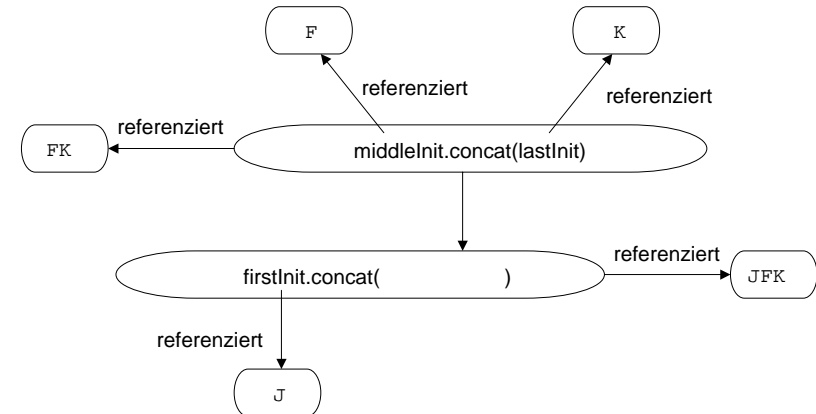 F
K
referenziert
referenziert
referenziert
FK
middleInit.concat(lastInit)
referenziert
firstInit.concat( )
JFK
referenziert
J